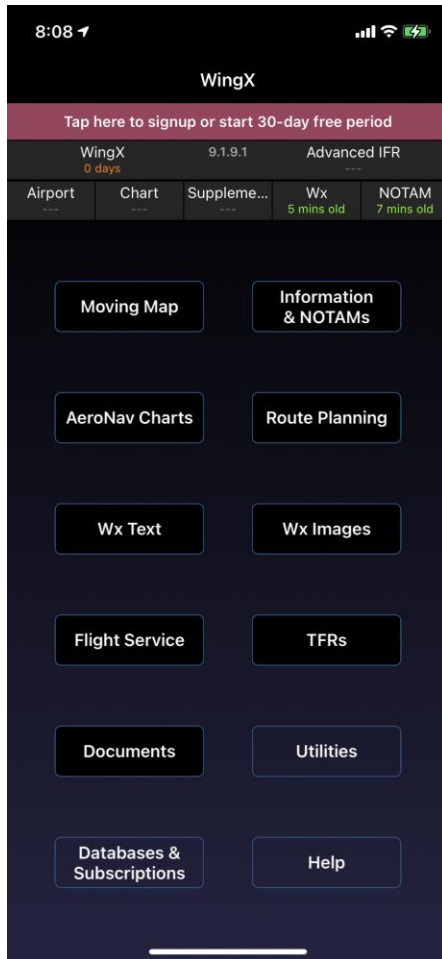 8:08
WingX
Tap here to signup or start 30-day free period
WingX 9.1.9.1 Advanced IFR
0 days ---
Airport Chart Suppleme... Wx NOTAM
--- --- --- 5 mins old 7 mins old
Moving Map
Information
& NOTAMs
AeroNav Charts
Route Planning
Wx Text
Wx Images
Flight Service
TFRs
Documents
Utilities
Databases &
Subscriptions
Help